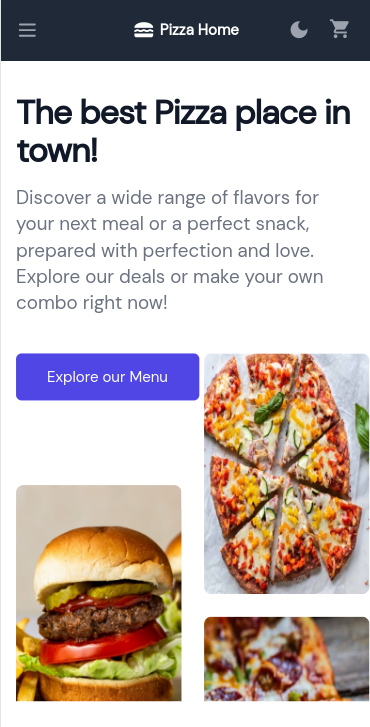 Pizza Home
The best Pizza place in
town!
Discover a wide range of flavors for
your next meal or a perfect snack,
prepared with perfection and love.
Explore our deals or make your own
combo right now!
Explore our Menu